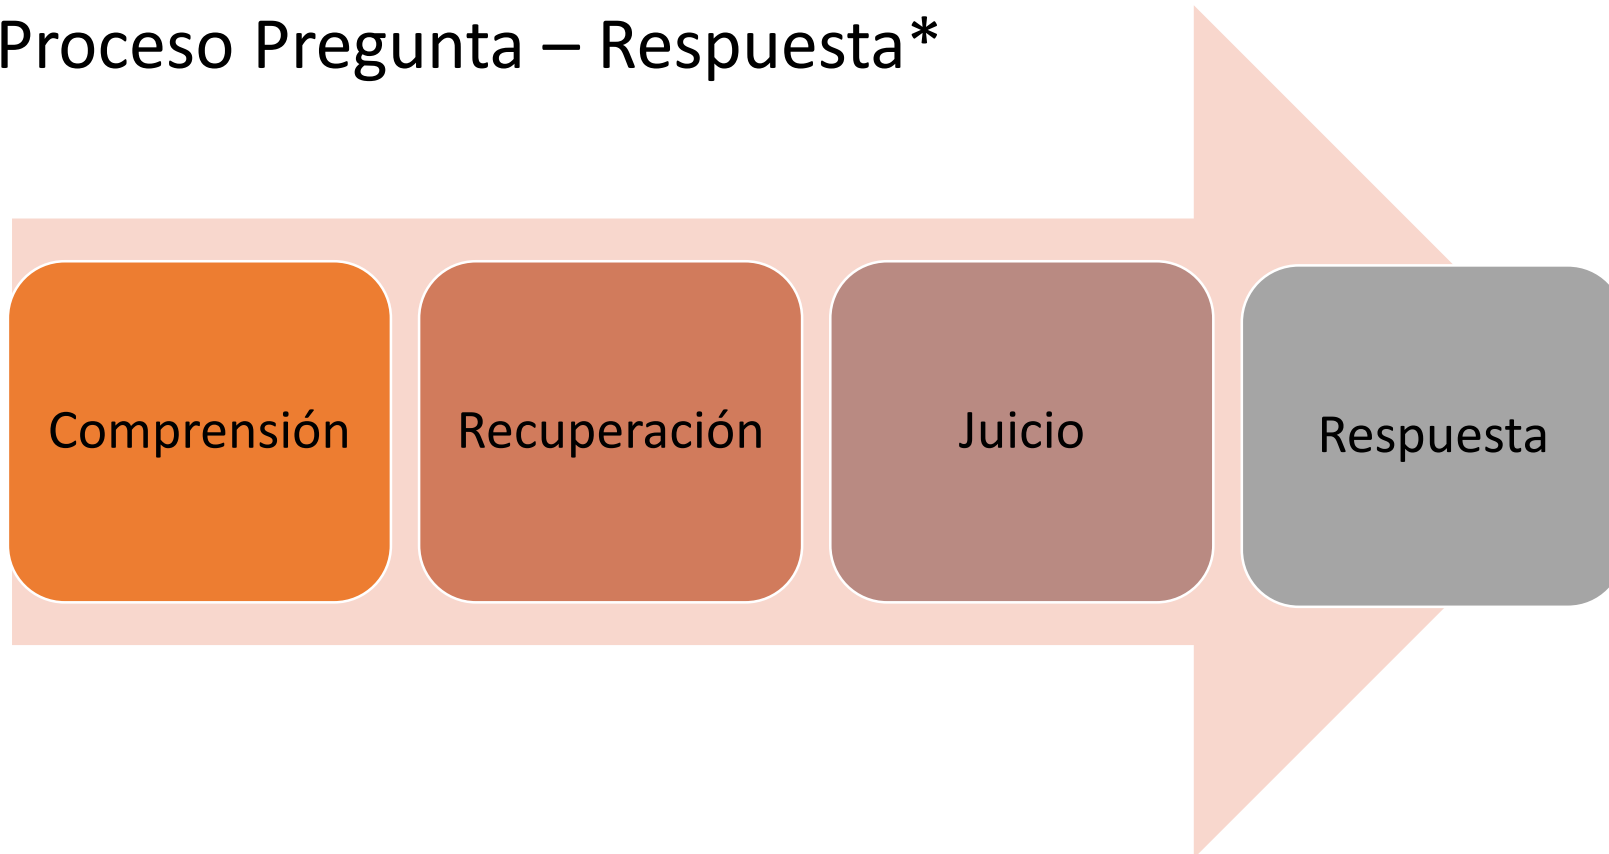 Proceso Pregunta – Respuesta*
Comprensión
Recuperación
Juicio
Respuesta